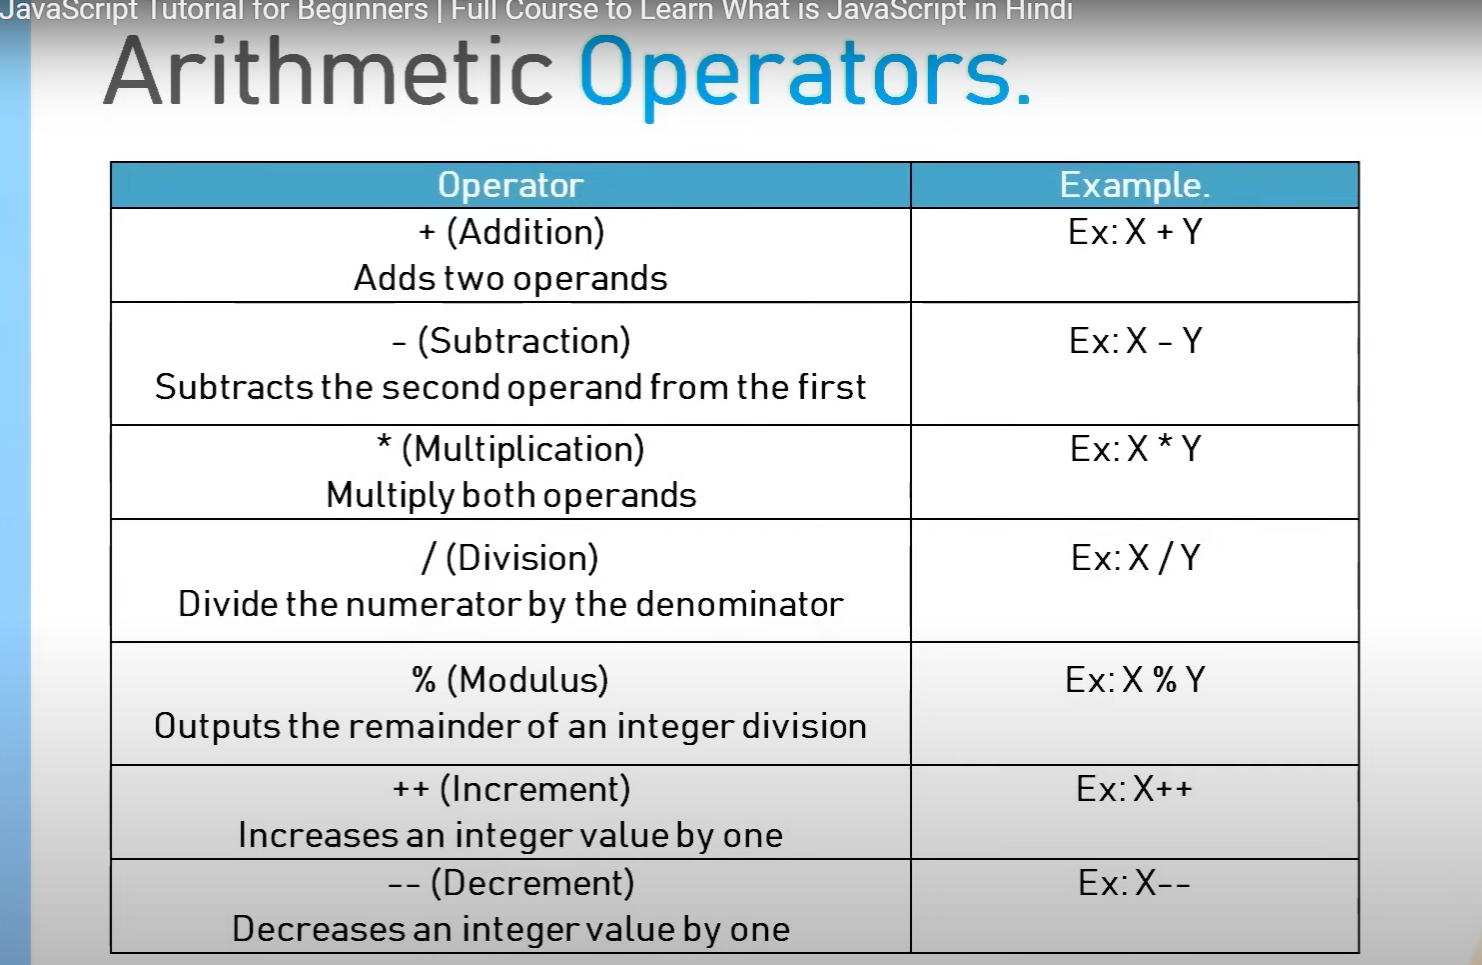 JavaScript Tutorial for Beginners | Full Course to Learn What is JavaScript in Hindi
Arithmetic Operators.
Operator Example.
+ (Addition) Ex: X + Y
Adds two operands
- (Subtraction) Ex: X - Y
Subtracts the second operand from the first
* (Multiplication) Ex: X * Y
Multiply both operands
/ (Division) Ex: X / Y
Divide the numerator by the denominator
% (Modulus) Ex: X % Y
Outputs the remainder of an integer division
++ (Increment) Ex: X++
Increases an integer value by one
-- (Decrement) Ex: X--
Decreases an integer value by one